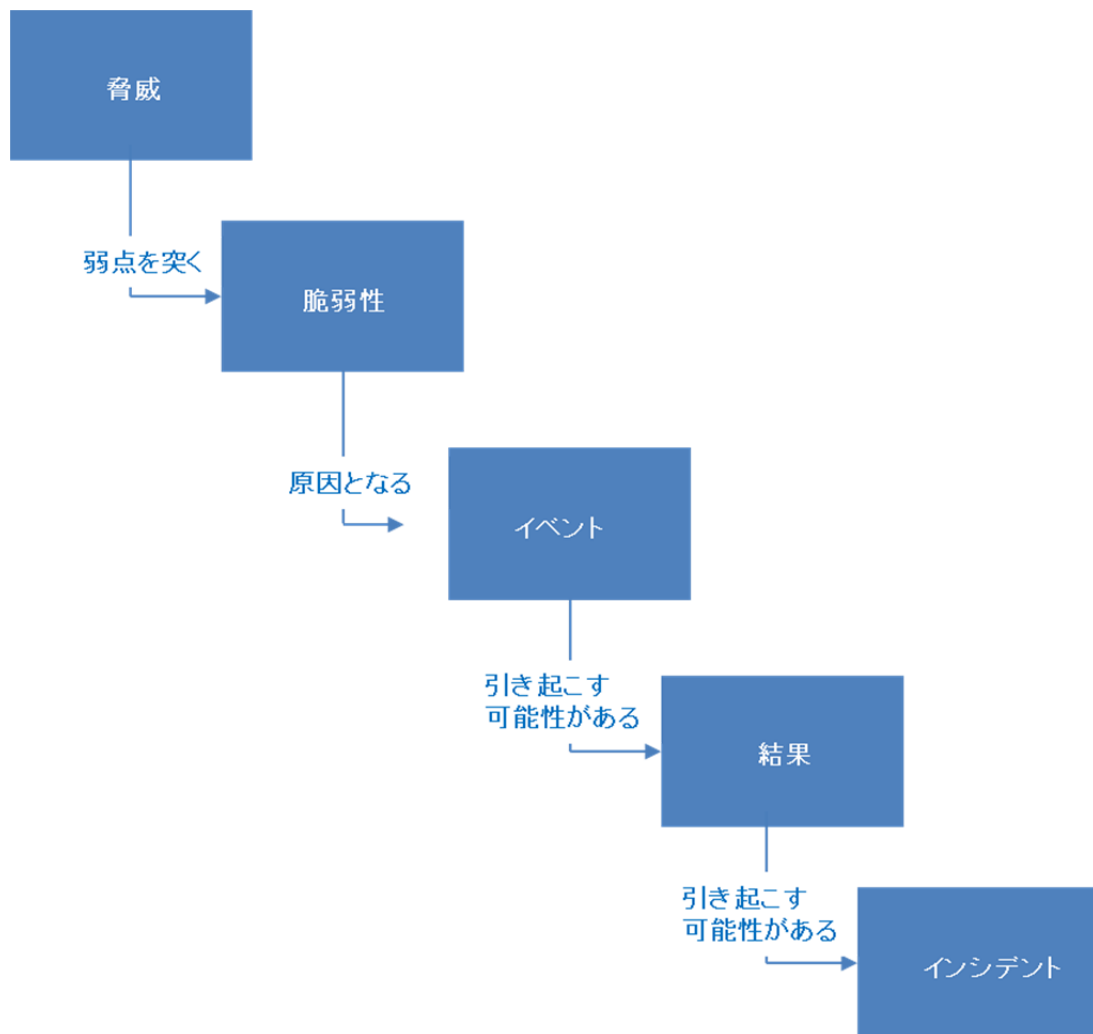 脅威
弱点を突く
脆弱性
原因となる
イベント
引き起こす
可能性がある
結果
引き起こす
可能性がある
インシデント